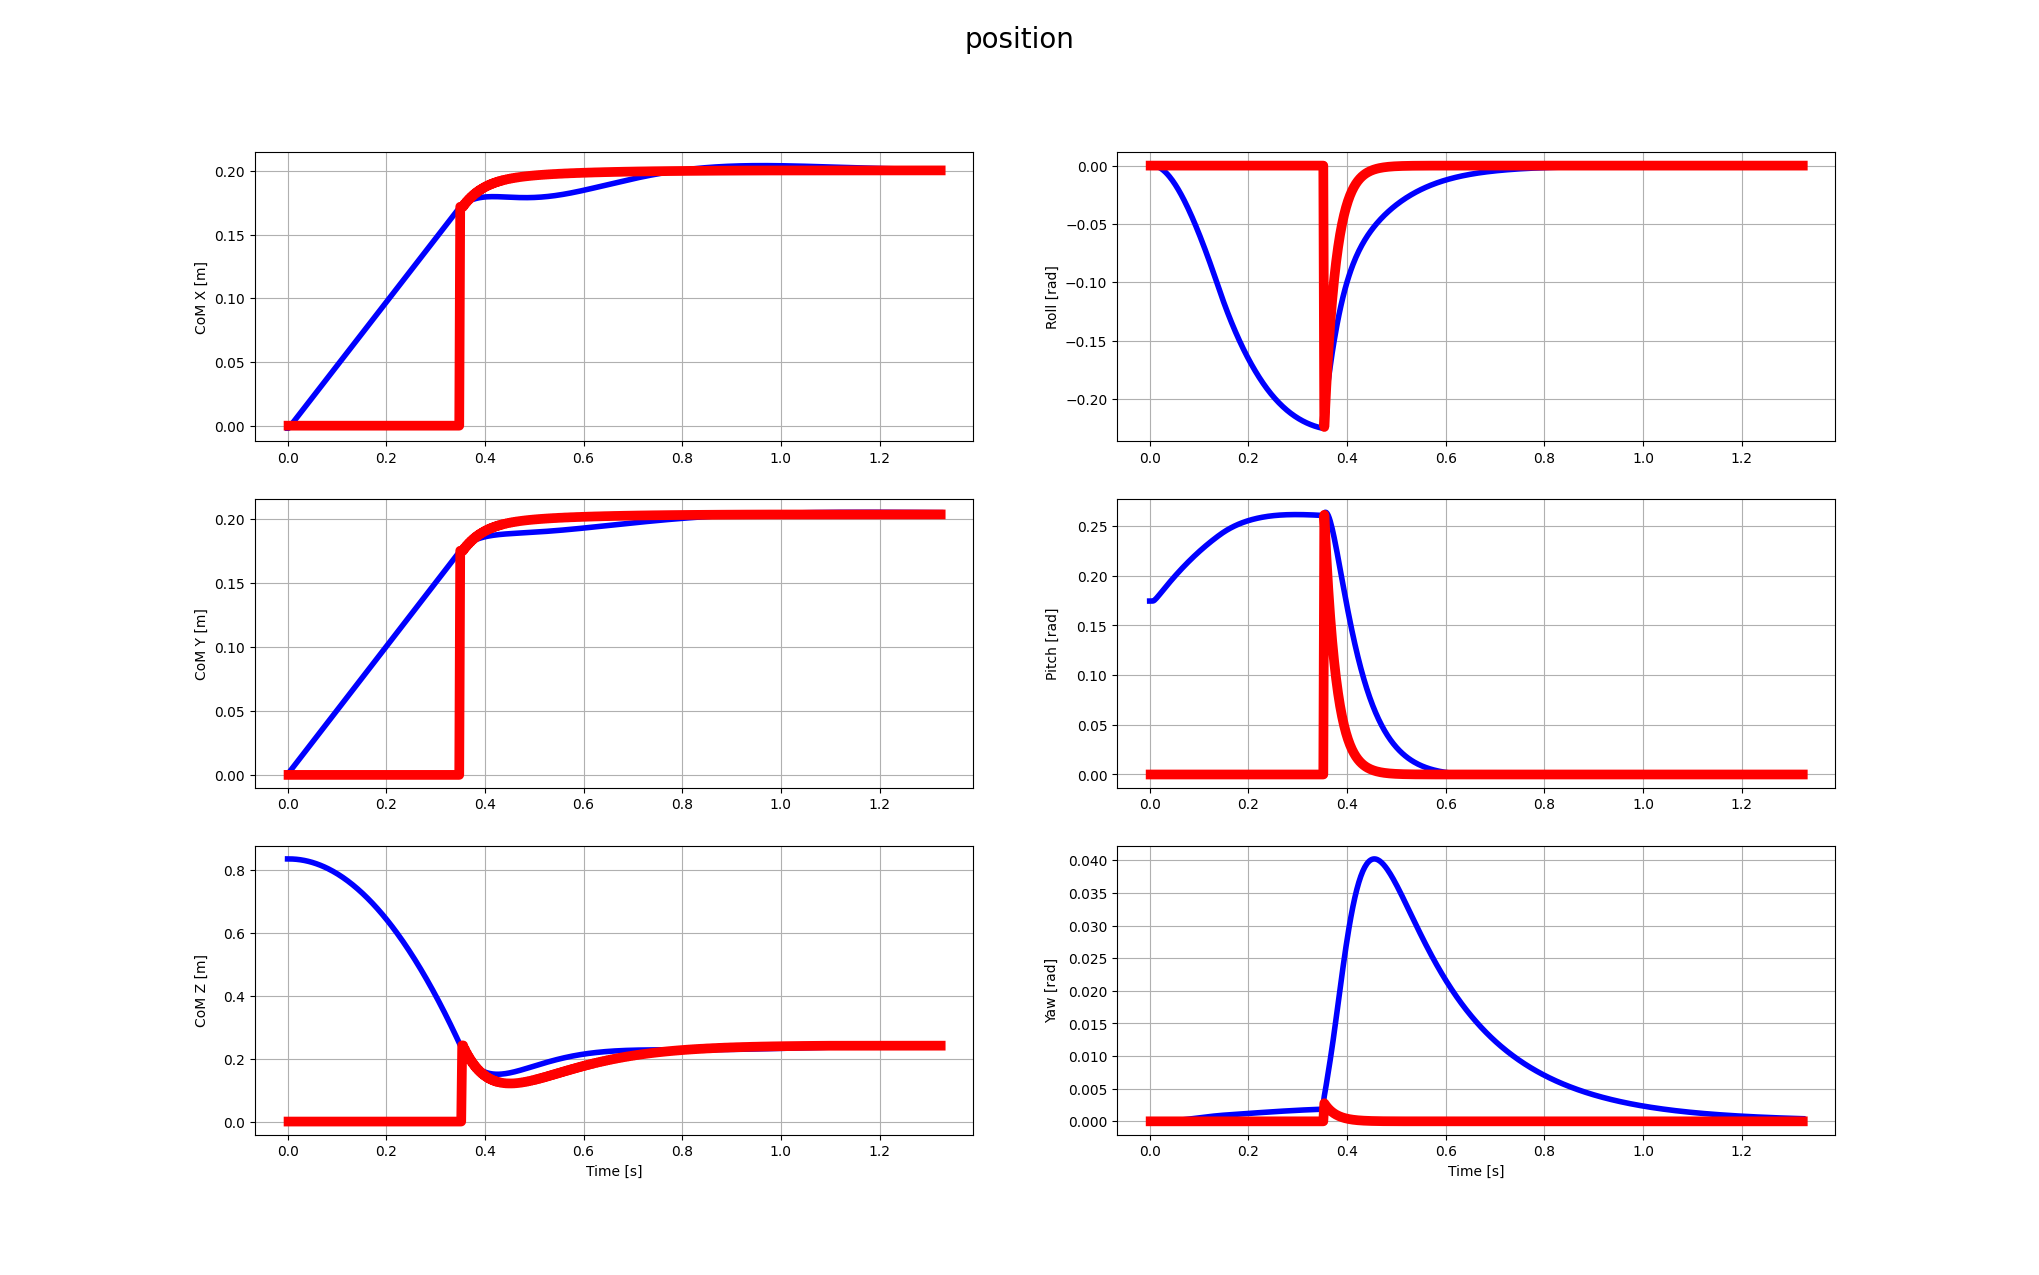 position
CoM X [m]
0.20
0.15
0.10
0.05
0.00
0.0 0.2 0.4 0.6 0.8 1.0 1.2
Roll [rad]
0.00
−0.05
−0.10
−0.15
−0.20
0.0 0.2 0.4 0.6 0.8 1.0 1.2
CoM Y [m]
0.20
0.15
0.10
0.05
0.00
0.0 0.2 0.4 0.6 0.8 1.0 1.2
Pitch [rad]
0.25
0.20
0.15
0.10
0.05
0.00
0.0 0.2 0.4 0.6 0.8 1.0 1.2
CoM Z [m]
0.8
0.6
0.4
0.2
0.0
0.0 0.2 0.4 0.6 0.8 1.0 1.2
Time [s]
Yaw [rad]
0.040
0.035
0.030
0.025
0.020
0.015
0.010
0.005
0.000
0.0 0.2 0.4 0.6 0.8 1.0 1.2
Time [s]